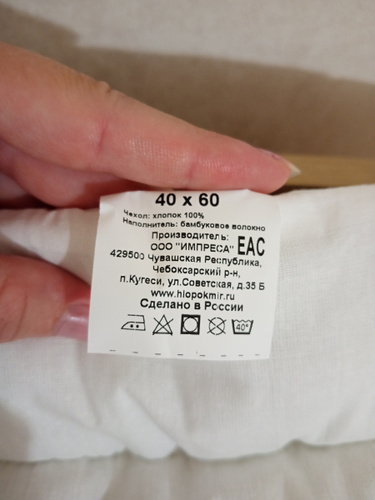 40 x 60
Чехол: хлопок 100%
Наполнитель: бамбуковое волокно
Производитель:
ООО "ИМПРЕСА" EAC
429500 Чувашская Республика,
Чебоксарский р-н,
п.Кугеси, ул.Советская, д.35 Б
www.hlopokmir.ru
Сделано в России
40°